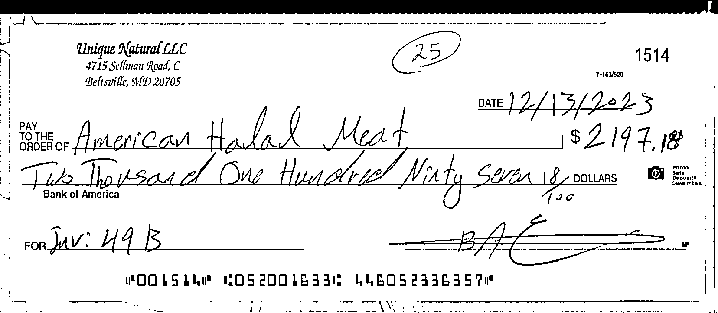 Unique Natural LLC
4715 Sellman Road, C
Beltsville, MD 20705
25
1514
7-163/520
DATE 12/13/2023
PAY TO THE ORDER OF American Halal Meat $ 2197.18
Two Thousand One Hundred Ninty Seven 18/100 DOLLARS
Bank of America
FOR Inv: 49B
⑈001514⑈ ⑆052001633⑆ 446052336357⑈